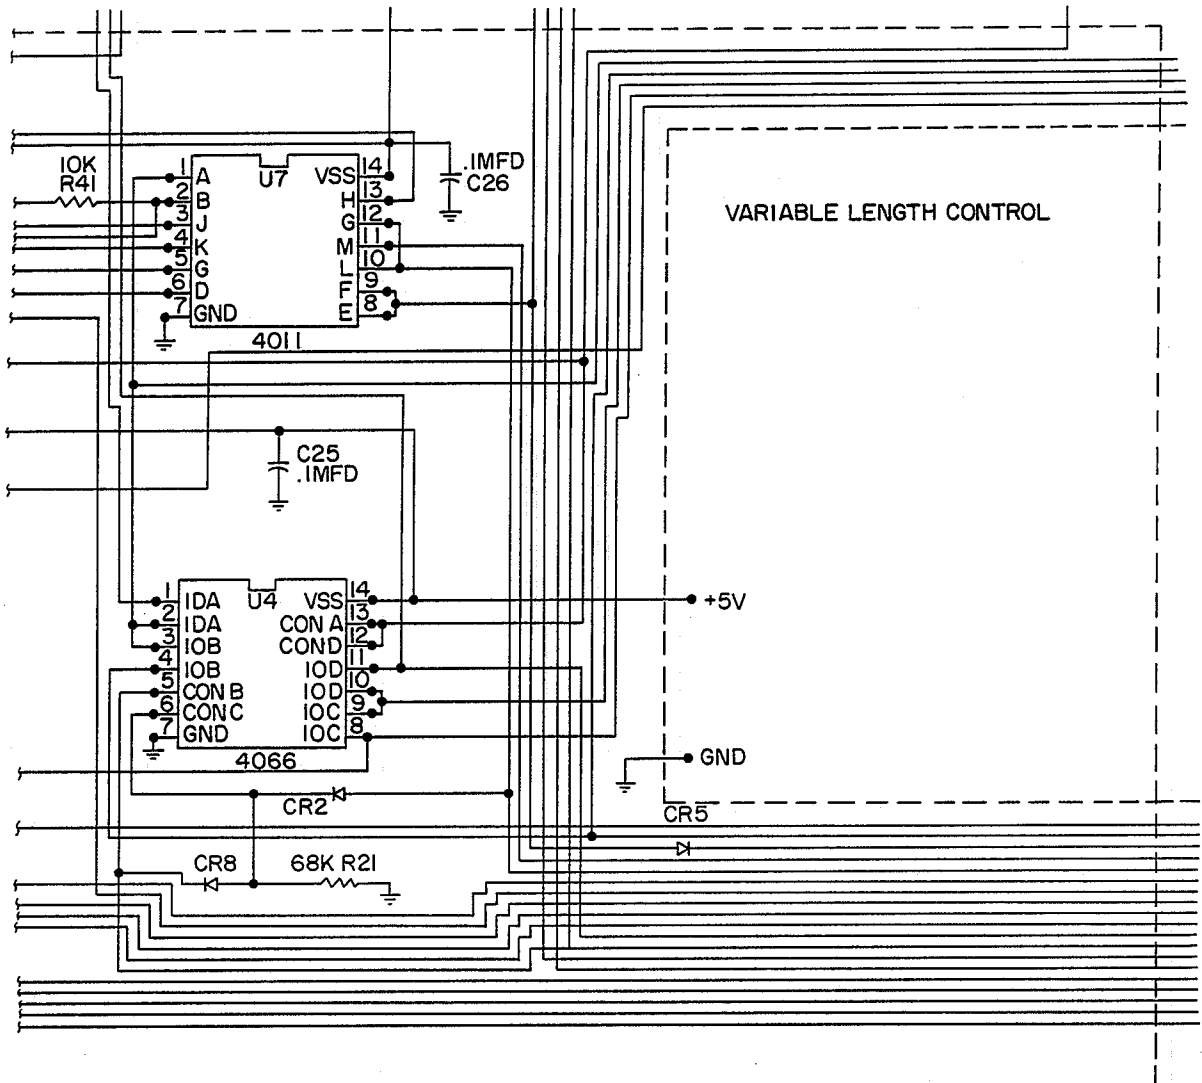 10K
R41
1
A
2
B
3
J
4
K
5
G
6
D
7
GND
U7
VSS
14
H
13
G
12
M
11
L
10
F
9
E
8
4011
.1MFD
C26
VARIABLE LENGTH CONTROL
C25
.1MFD
1
IDA
2
IDA
3
IOB
4
IOB
5
CON B
6
CON C
7
GND
U4
VSS
14
CON A
13
CON D
12
IOD
11
IOD
10
IOC
9
IOC
8
4066
+5V
GND
CR2
CR5
CR8
68K R21